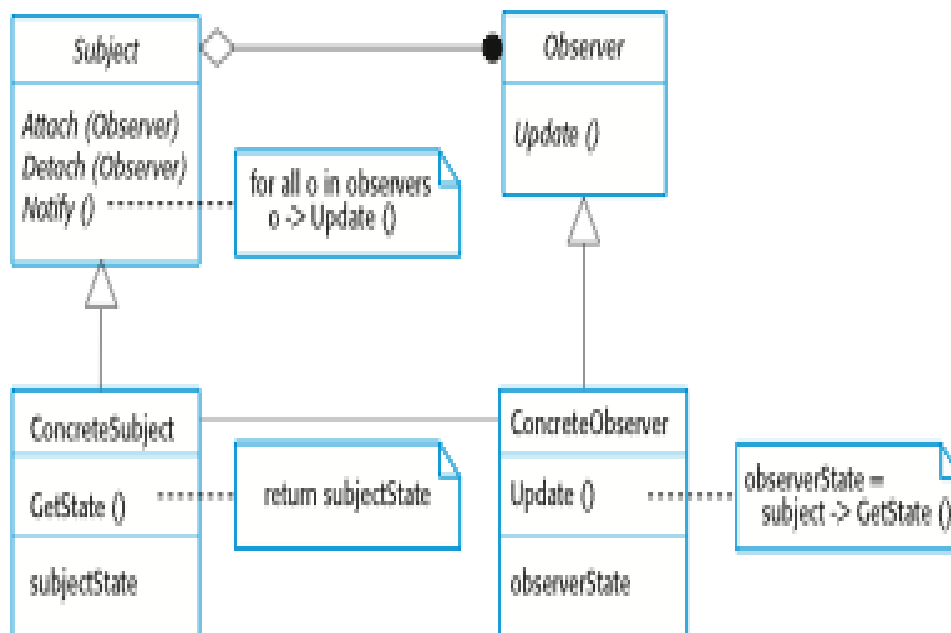 Subject
Observer
Attach (Observer)
Detach (Observer)
Notify ()
for all o in observers
o -> Update ()
Update ()
ConcreteSubject
GetState ()
return subjectState
subjectState
ConcreteObserver
Update ()
observerState =
subject -> GetState ()
observerState